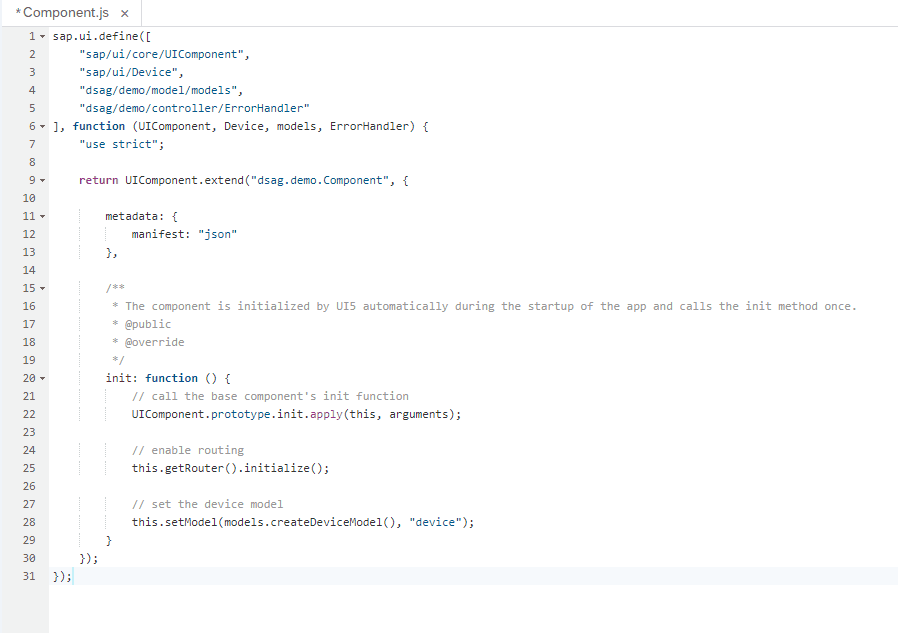 *Component.js ×
1 sap.ui.define([
2     "sap/ui/core/UIComponent",
3     "sap/ui/Device",
4     "dsag/demo/model/models",
5     "dsag/demo/controller/ErrorHandler"
6 ], function (UIComponent, Device, models, ErrorHandler) {
7     "use strict";
8
9     return UIComponent.extend("dsag.demo.Component", {
10
11         metadata: {
12             manifest: "json"
13         },
14
15         /**
16          * The component is initialized by UI5 automatically during the startup of the app and calls the init method once.
17          * @public
18          * @override
19          */
20         init: function () {
21             // call the base component's init function
22             UIComponent.prototype.init.apply(this, arguments);
23
24             // enable routing
25             this.getRouter().initialize();
26
27             // set the device model
28             this.setModel(models.createDeviceModel(), "device");
29         }
30     });
31 });